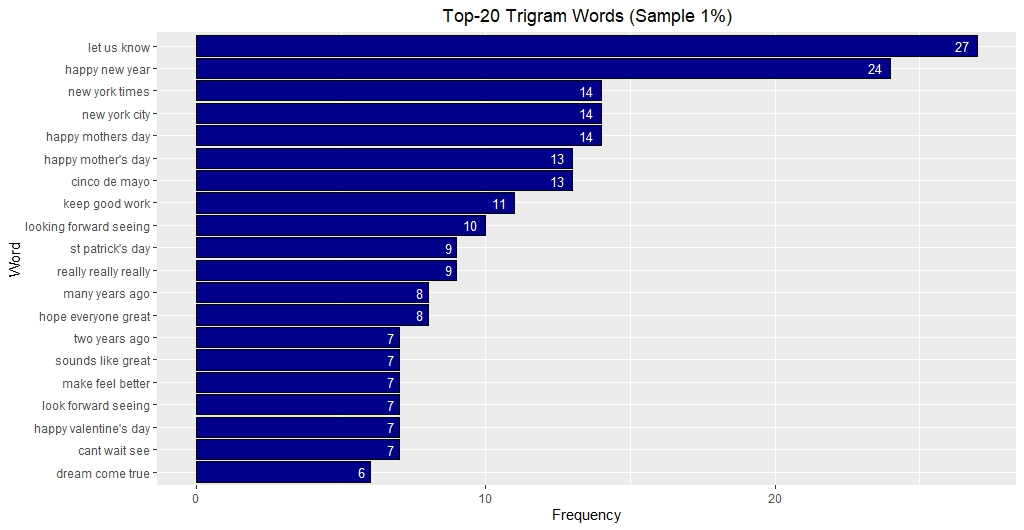 Top-20 Trigram Words (Sample 1%)
let us know 27
happy new year 24
new york times 14
new york city 14
happy mothers day 14
happy mother's day 13
cinco de mayo 13
keep good work 11
looking forward seeing 10
st patrick's day 9
really really really 9
many years ago 8
hope everyone great 8
two years ago 7
sounds like great 7
make feel better 7
look forward seeing 7
happy valentine's day 7
cant wait see 7
dream come true 6
0 10 20
Frequency
Word